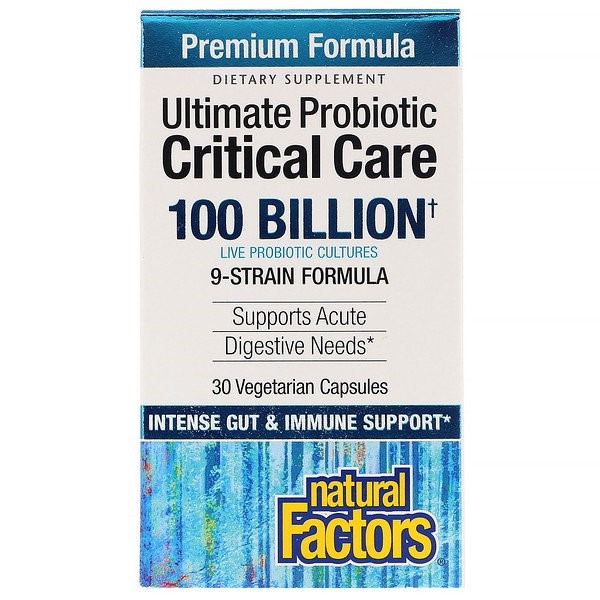 Premium Formula
DIETARY SUPPLEMENT
Ultimate Probiotic
Critical Care
100 BILLION†
LIVE PROBIOTIC CULTURES
9-STRAIN FORMULA
Supports Acute
Digestive Needs*
30 Vegetarian Capsules
INTENSE GUT & IMMUNE SUPPORT*
natural
Factors®